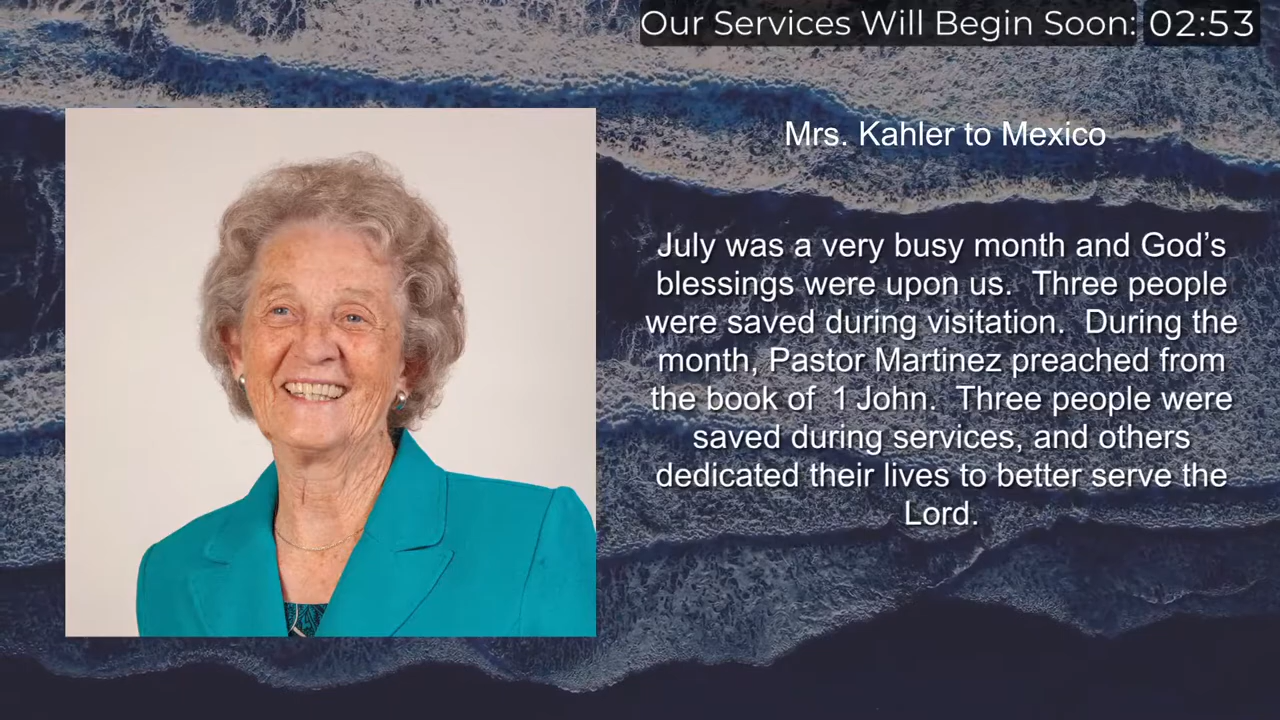 Our Services Will Begin Soon: 02:53
Mrs. Kahler to Mexico
July was a very busy month and God’s
blessings were upon us.  Three people
were saved during visitation.  During the
month, Pastor Martinez preached from
the book of  1 John.  Three people were
saved during services, and others
dedicated their lives to better serve the
Lord.